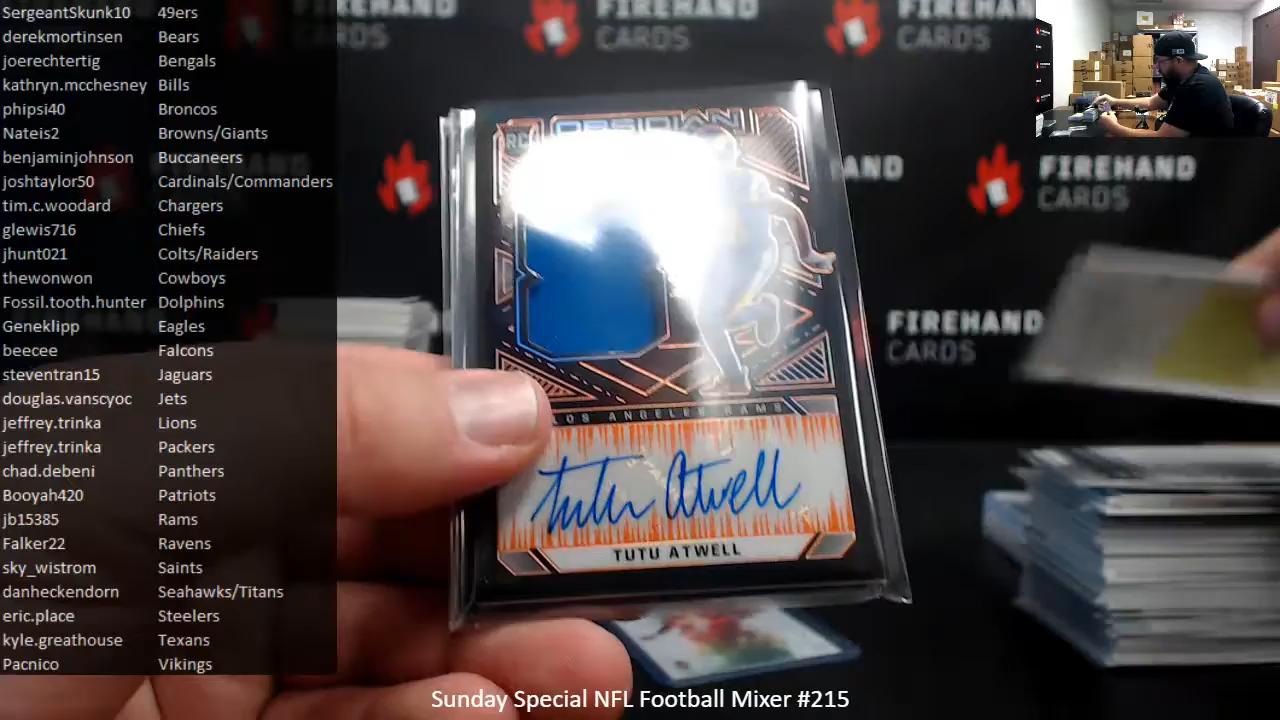 SergeantSkunk10 49ers
derekmortinsen Bears
joerechtertig Bengals
kathryn.mcchesney Bills
phipsi40 Broncos
Nateis2 Browns/Giants
benjaminjohnson Buccaneers
joshtaylor50 Cardinals/Commanders
tim.c.woodard Chargers
glewis716 Chiefs
jhunt021 Colts/Raiders
thewonwon Cowboys
Fossil.tooth.hunter Dolphins
Geneklipp Eagles
beecee Falcons
steventran15 Jaguars
douglas.vanscyoc Jets
jeffrey.trinka Lions
jeffrey.trinka Packers
chad.debeni Panthers
Booyah420 Patriots
jb15385 Rams
Falker22 Ravens
sky_wistrom Saints
danheckendorn Seahawks/Titans
eric.place Steelers
kyle.greathouse Texans
Pacnico Vikings
FIREHAND
CARDS
FIREHAND
CARDS
FIREHAND
CARDS
FIREHAND
CARDS
OBSIDIAN
RC
LOS ANGELES RAMS
Tutu Atwell
TUTU ATWELL
Sunday Special NFL Football Mixer #215